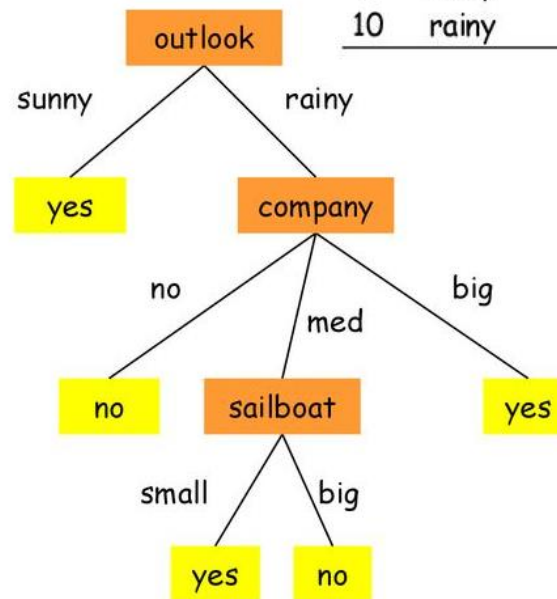 10 rainy
outlook
sunny rainy
yes company
no med big
no sailboat yes
small big
yes no